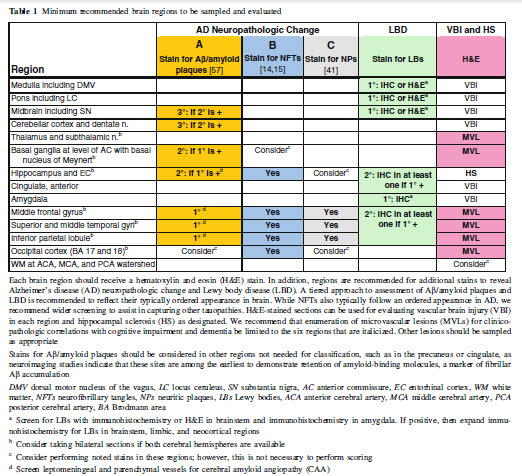 Table 1 Minimum recommended brain regions to be sampled and evaluated
AD Neuropathologic Change LBD VBI and HS
Region
A Stain for Aβ/amyloid plaques [57]
B Stain for NFTs [14,15]
C Stain for NPs [41]
Stain for LBs
H&E
Medulla including DMV 1°: IHC or H&Eᵃ VBI
Pons including LC 1°: IHC or H&Eᵃ VBI
Midbrain including SN 3°: If 2° is + 1°: IHC or H&Eᵃ VBI
Cerebellar cortex and dentate n. 3°: If 2° is + VBI
Thalamus and subthalamic n.ᵇ MVL
Basal ganglia at level of AC with basal nucleus of Meynertᵇ 2°: If 1° is + Considerᶜ MVL
Hippocampus and ECᵇ 2°: If 1° is +ᵈ Yes Considerᶜ 2°: IHC in at least one if 1° + HS
Cingulate, anterior VBI
Amygdala 1°: IHCᵃ VBI
Middle frontal gyrusᵇ 1° ᵈ Yes Yes 2°: IHC in at least one if 1° + MVL
Superior and middle temporal gyriᵇ 1° ᵈ Yes Yes MVL
Inferior parietal lobuleᵇ 1° ᵈ Yes Yes MVL
Occipital cortex (BA 17 and 18)ᵇ Considerᶜ Yes Considerᶜ MVL
WM at ACA, MCA, and PCA watershed Considerᶜ
Each brain region should receive a hematoxylin and eosin (H&E) stain. In addition, regions are recommended for additional stains to reveal
Alzheimer's disease (AD) neuropathologic change and Lewy body disease (LBD). A tiered approach to assessment of Aβ/amyloid plaques and
LBD is recommended to reflect their typically ordered appearance in brain. While NFTs also typically follow an ordered appearance in AD, we
recommend wider screening to assist in capturing other tauopathies. H&E-stained sections can be used for evaluating vascular brain injury (VBI)
in each region and hippocampal sclerosis (HS) as designated. We recommend that enumeration of microvascular lesions (MVLs) for clinico-
pathologic correlations with cognitive impairment and dementia be limited to the six regions that are italicized. Other lesions should be sampled
as appropriate
Stains for Aβ/amyloid plaques should be considered in other regions not needed for classification, such as in the precuneus or cingulate, as
neuroimaging studies indicate that these sites are among the earliest to demonstrate retention of amyloid-binding molecules, a marker of fibrillar
Aβ accumulation
DMV dorsal motor nucleus of the vagus, LC locus ceruleus, SN substantia nigra, AC anterior commissure, EC entorhinal cortex, WM white
matter, NFTs neurofibrillary tangles, NPs neuritic plaques, LBs Lewy bodies, ACA anterior cerebral artery, MCA middle cerebral artery, PCA
posterior cerebral artery, BA Brodmann area
ᵃ Screen for LBs with immunohistochemistry or H&E in brainstem and immunohistochemistry in amygdala. If positive, then expand immu-
nohistochemistry for LBs in brainstem, limbic, and neocortical regions
ᵇ Consider taking bilateral sections if both cerebral hemispheres are available
ᶜ Consider performing noted stains in these regions; however, this is not necessary to perform scoring
ᵈ Screen leptomeningeal and parenchymal vessels for cerebral amyloid angiopathy (CAA)